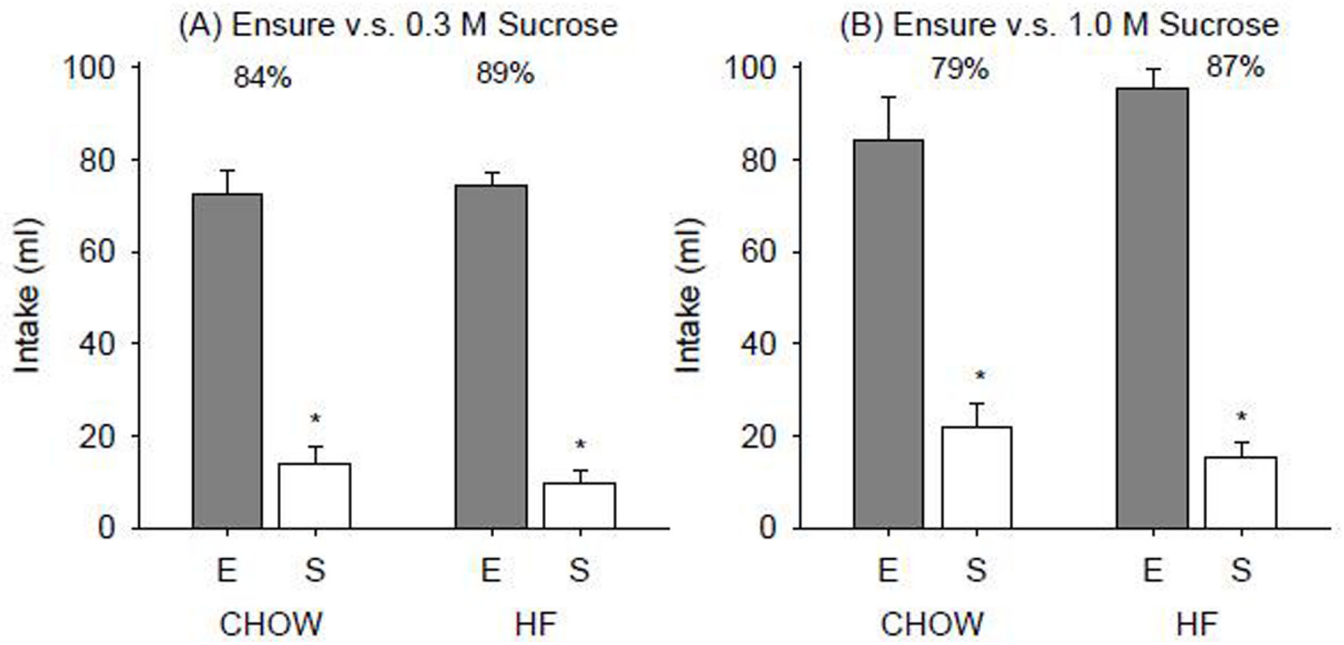 (A) Ensure v.s. 0.3 M Sucrose
84%
89%
Intake (ml)
100
80
60
40
20
0
*
*
E
S
E
S
CHOW
HF
(B) Ensure v.s. 1.0 M Sucrose
79%
87%
Intake (ml)
100
80
60
40
20
0
*
*
E
S
E
S
CHOW
HF